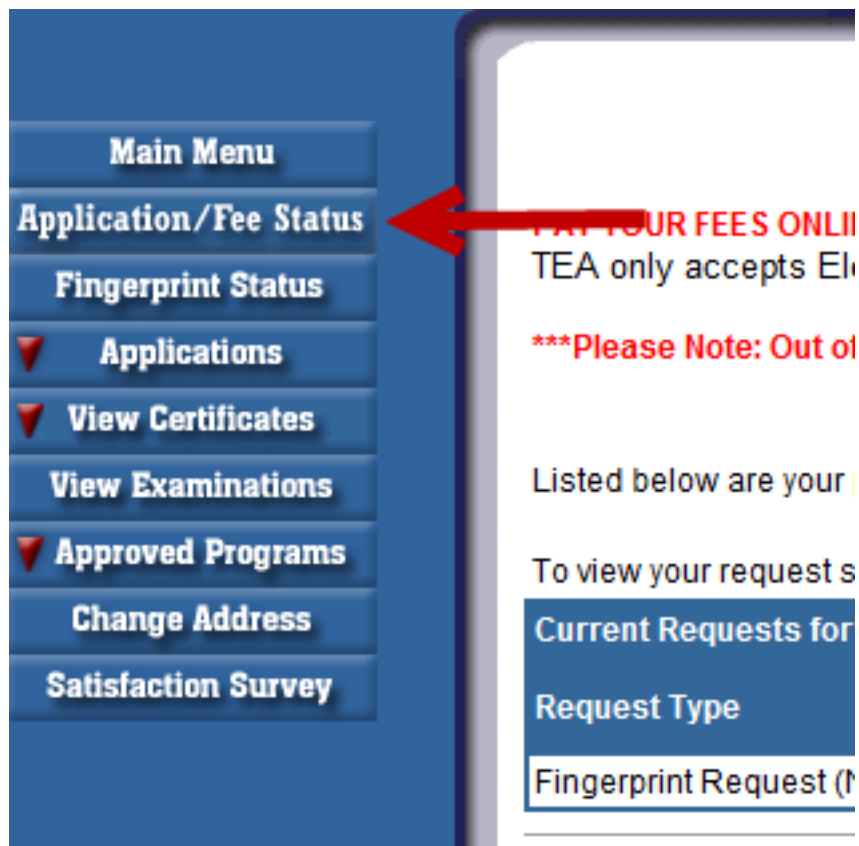 Main Menu
Application/Fee Status
Fingerprint Status
Applications
View Certificates
View Examinations
Approved Programs
Change Address
Satisfaction Survey
YOUR FEES
TEA only accepts
***Please Note: Out of
Listed below are your
To view your request
Current Requests for
Request Type
Fingerprint Request